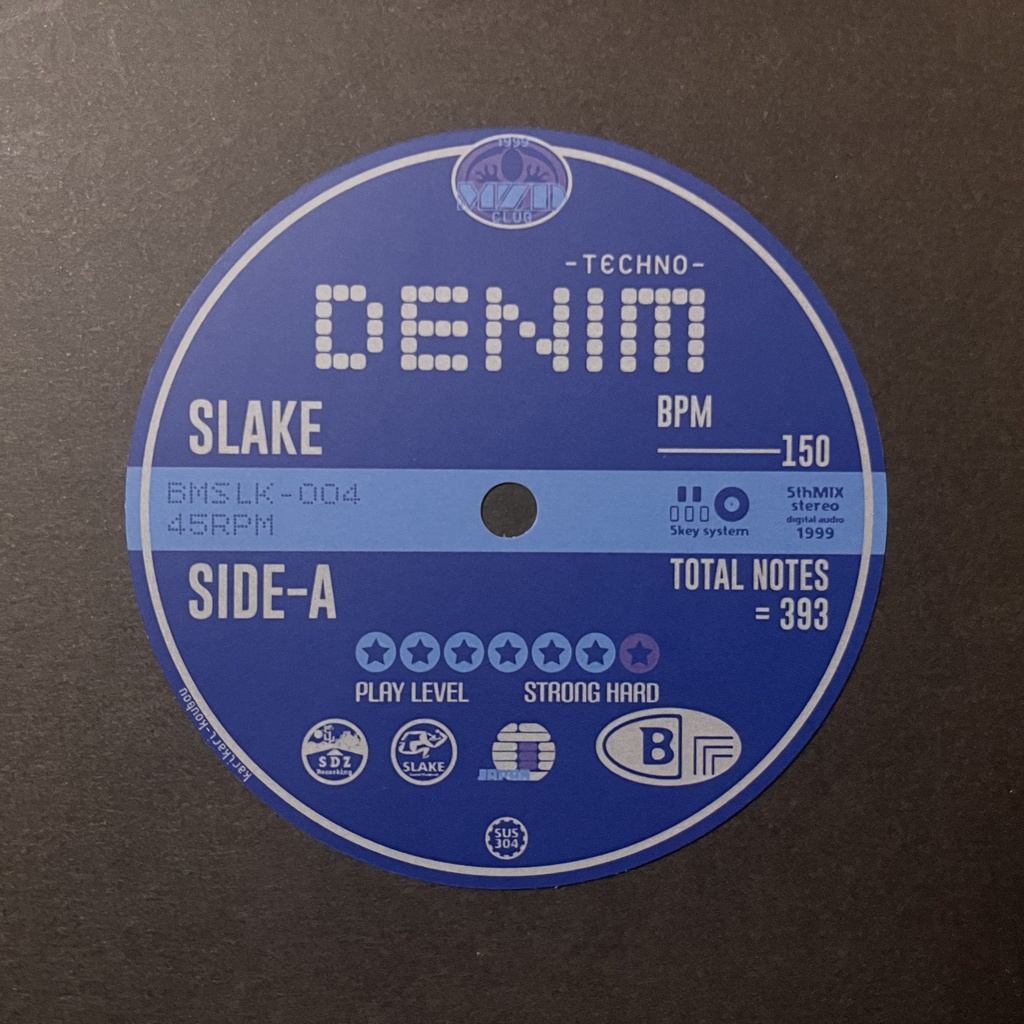 1999
CLUB
-TECHNO-
DENIM
SLAKE
BPM
150
BMSLK-004
45RPM
5key system
5thMIX
stereo
digital audio
1999
SIDE-A
TOTAL NOTES
= 393
PLAY LEVEL
STRONG HARD
SDZ
Recording
SLAKE
B
SUS
304
karikari-koubou